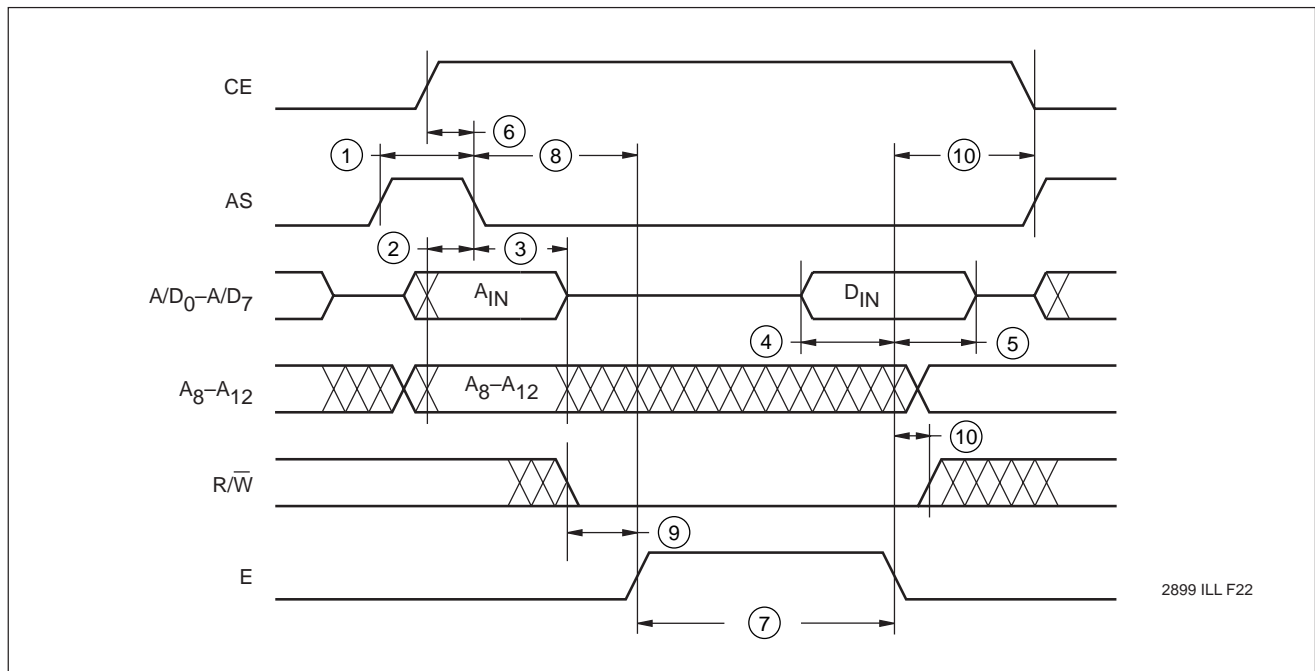 CE
6
1
8
10
AS
2
3
A/D0–A/D7
AIN
DIN
4
5
A8–A12
A8–A12
10
R/W̅
9
E
2899 ILL F22
7